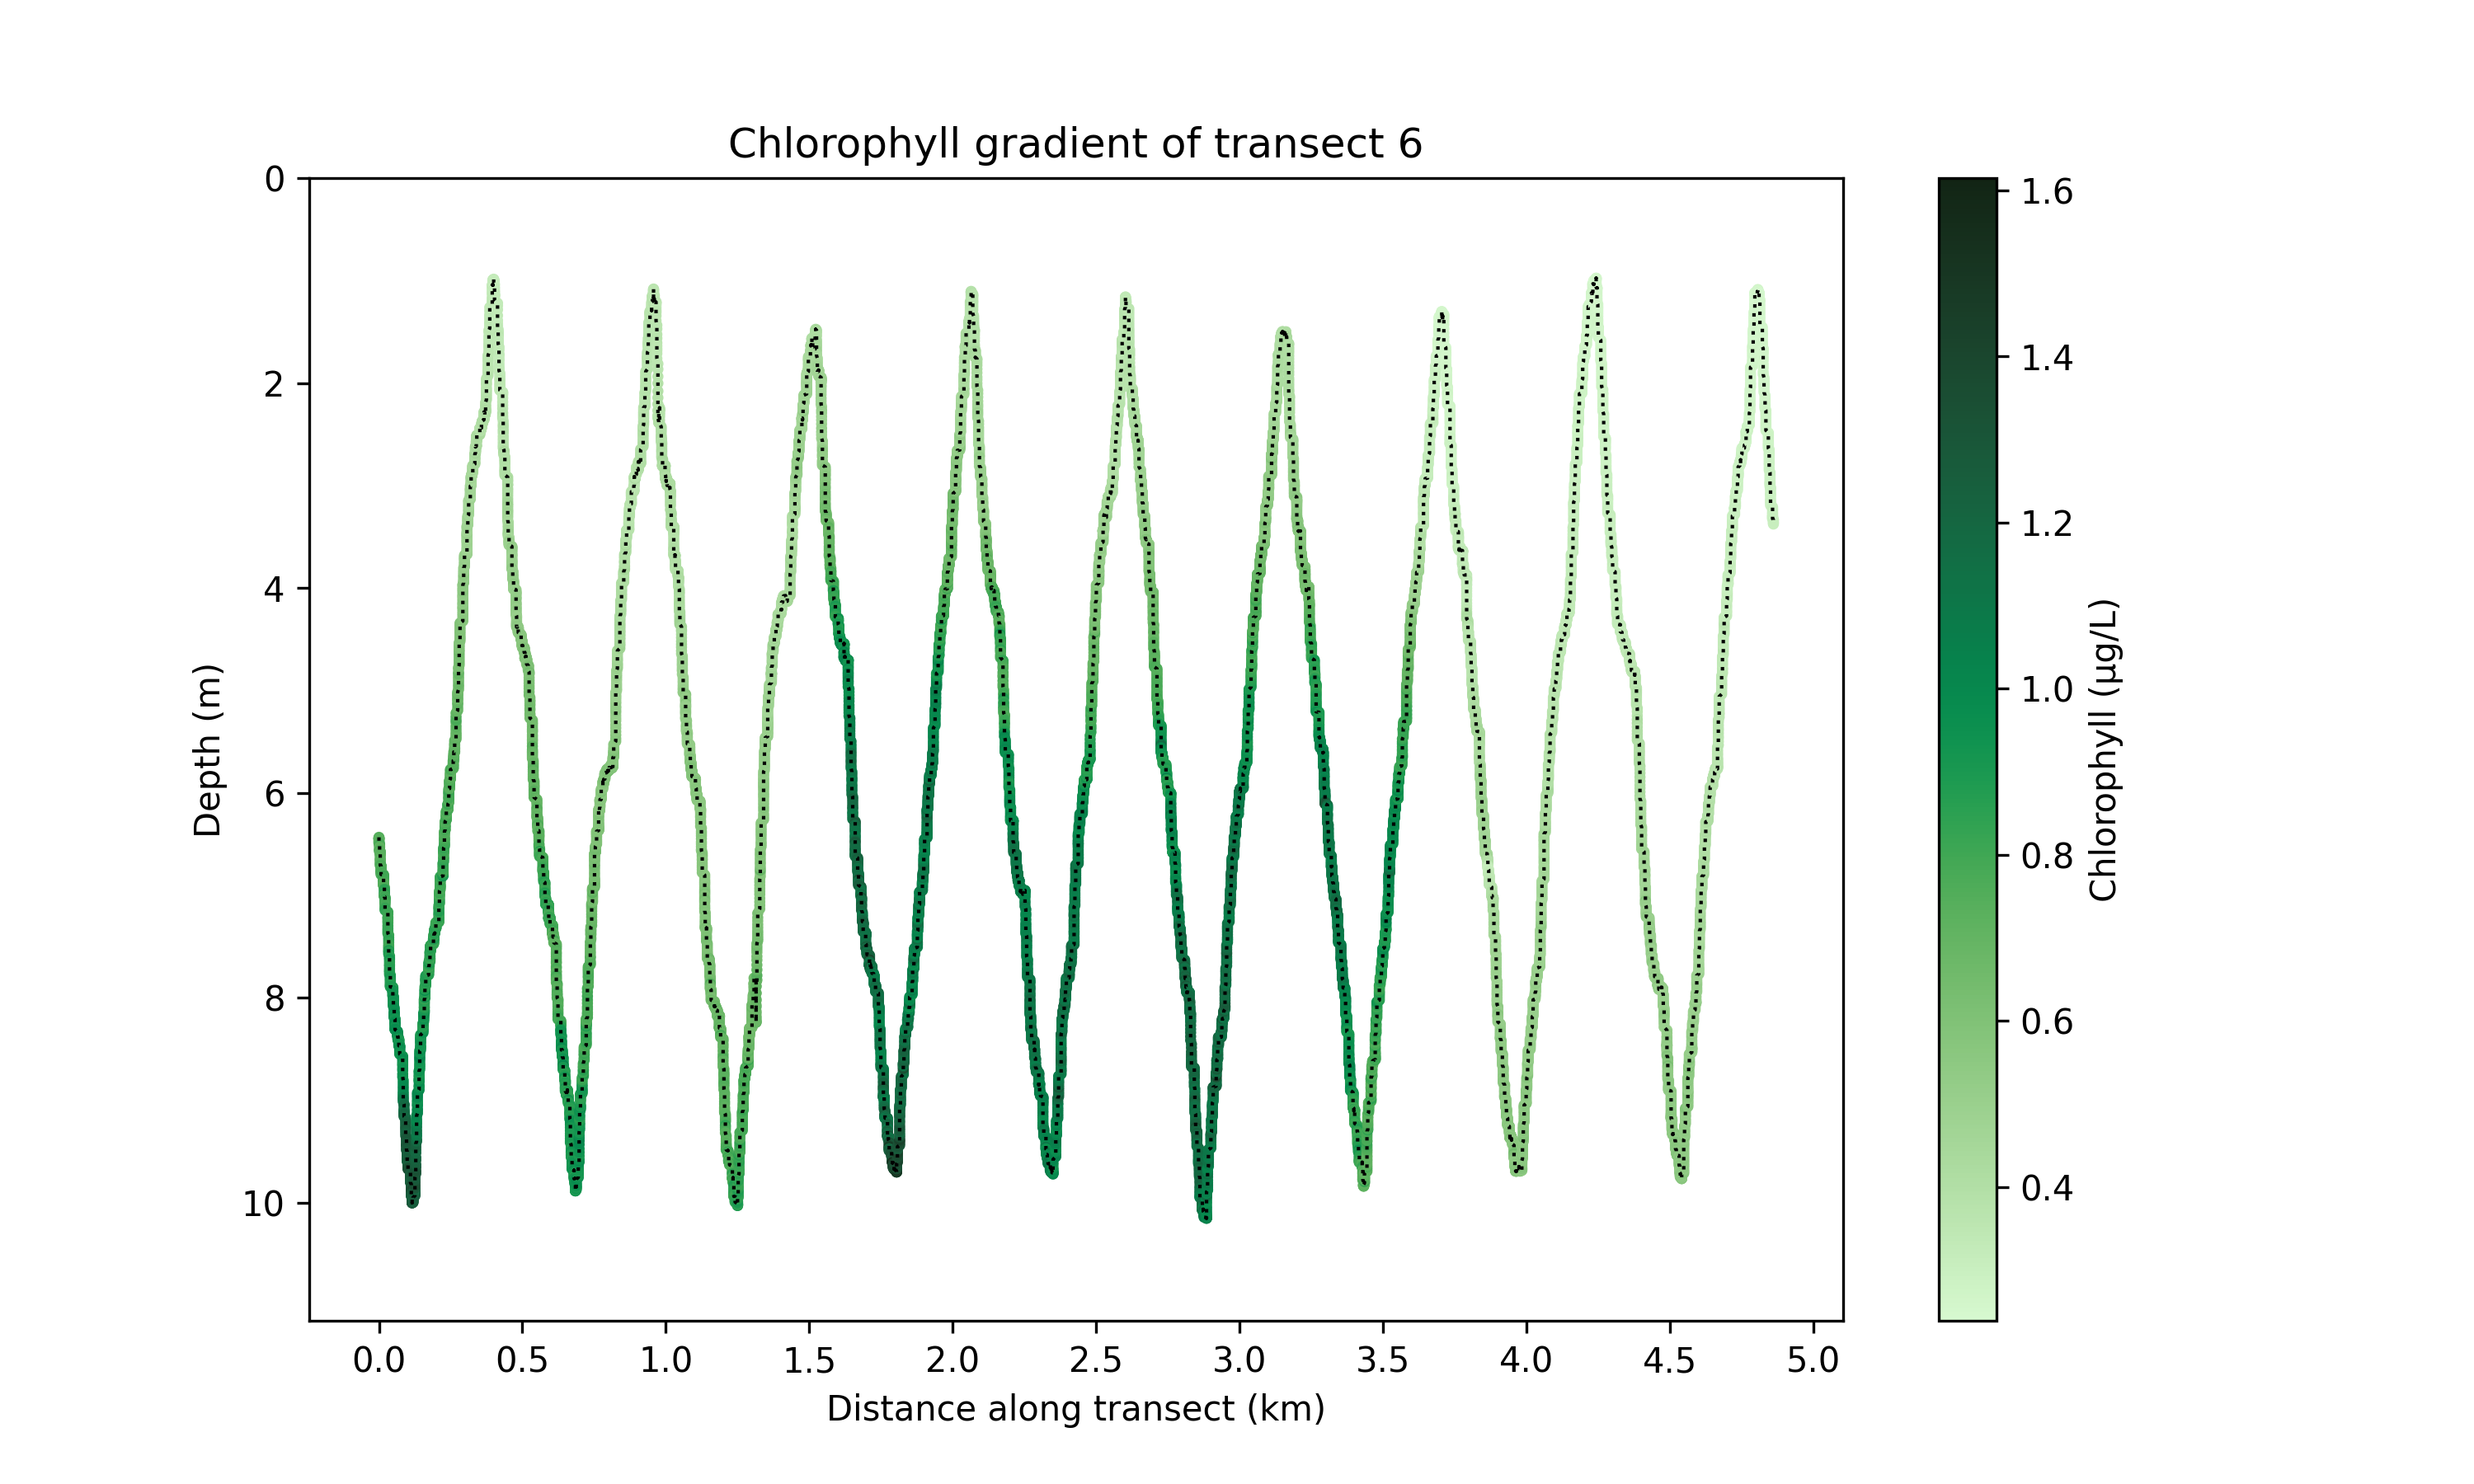 Chlorophyll gradient of transect 6
0
2
4
6
8
10
Depth (m)
0.0 0.5 1.0 1.5 2.0 2.5 3.0 3.5 4.0 4.5 5.0
Distance along transect (km)
1.6
1.4
1.2
1.0
0.8
0.6
0.4
Chlorophyll (µg/L)